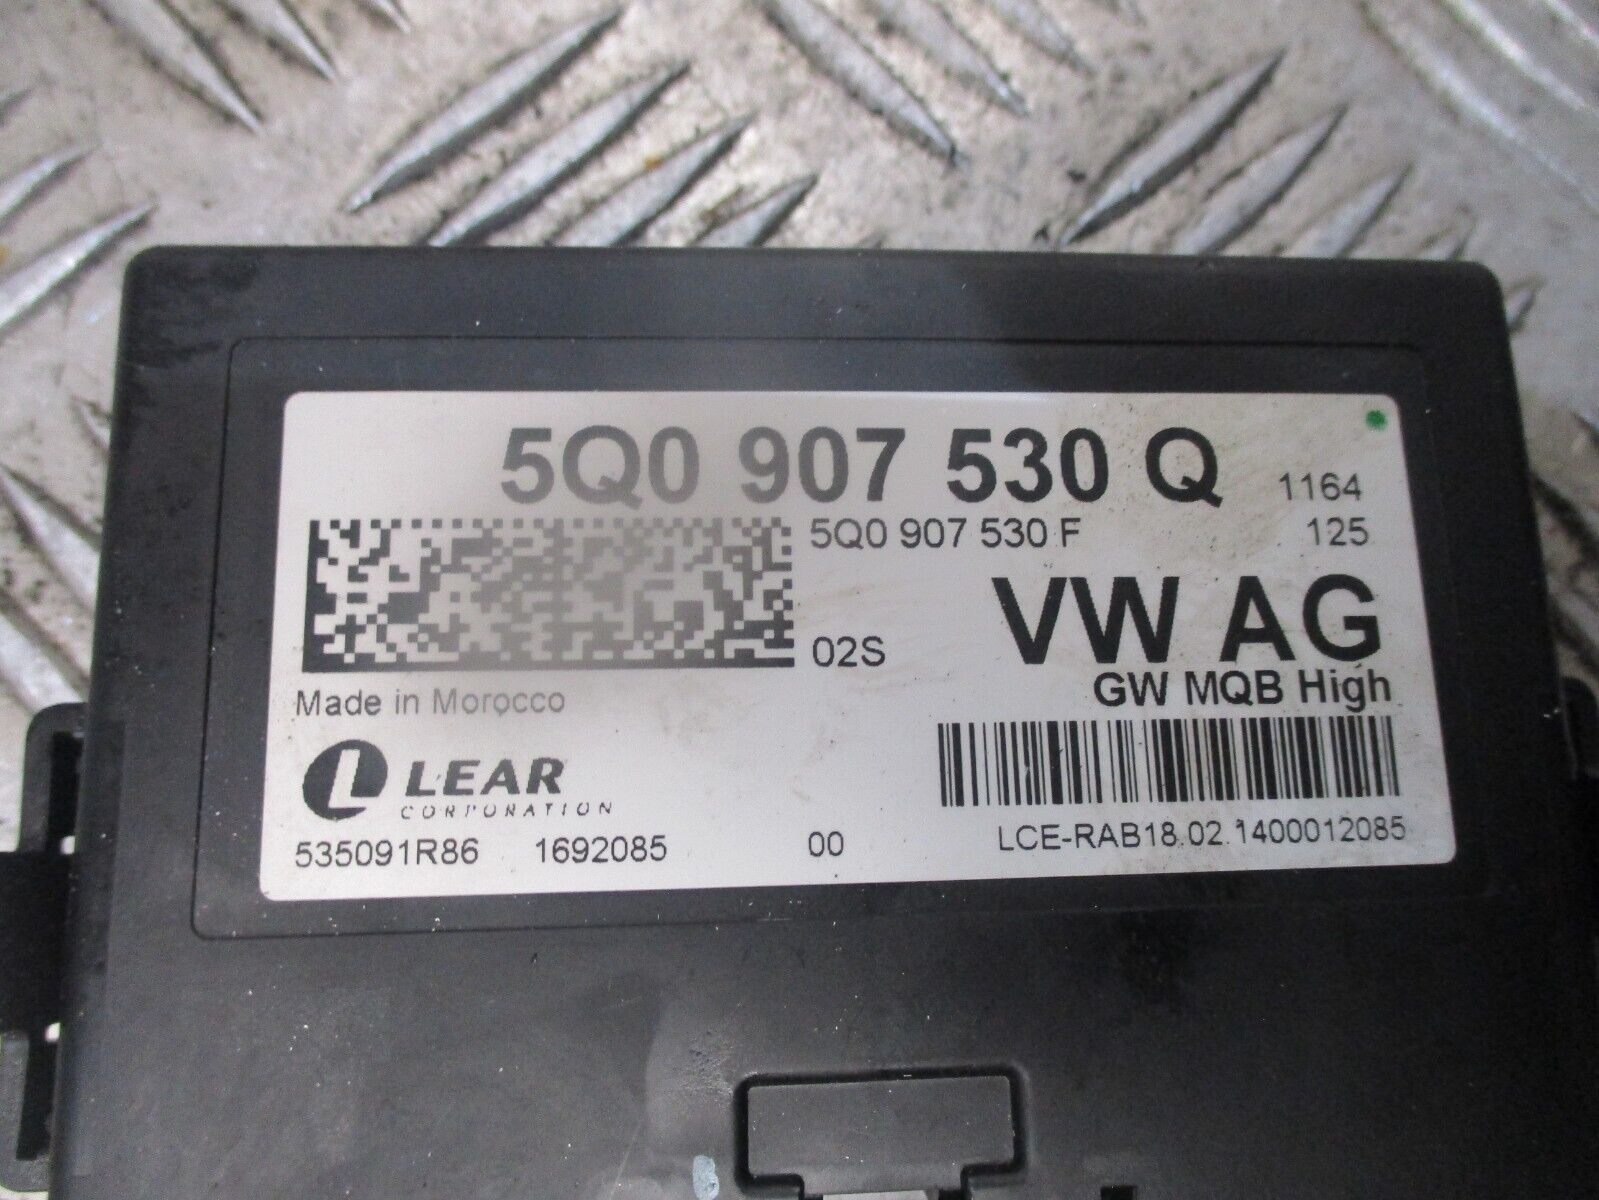 5Q0 907 530 Q 1164
5Q0 907 530 F 125
VW AG
02S
GW MQB High
Made in Morocco
LEAR
CORPORATION
LCE-RAB18.02.1400012085
535091R86 1692085 00